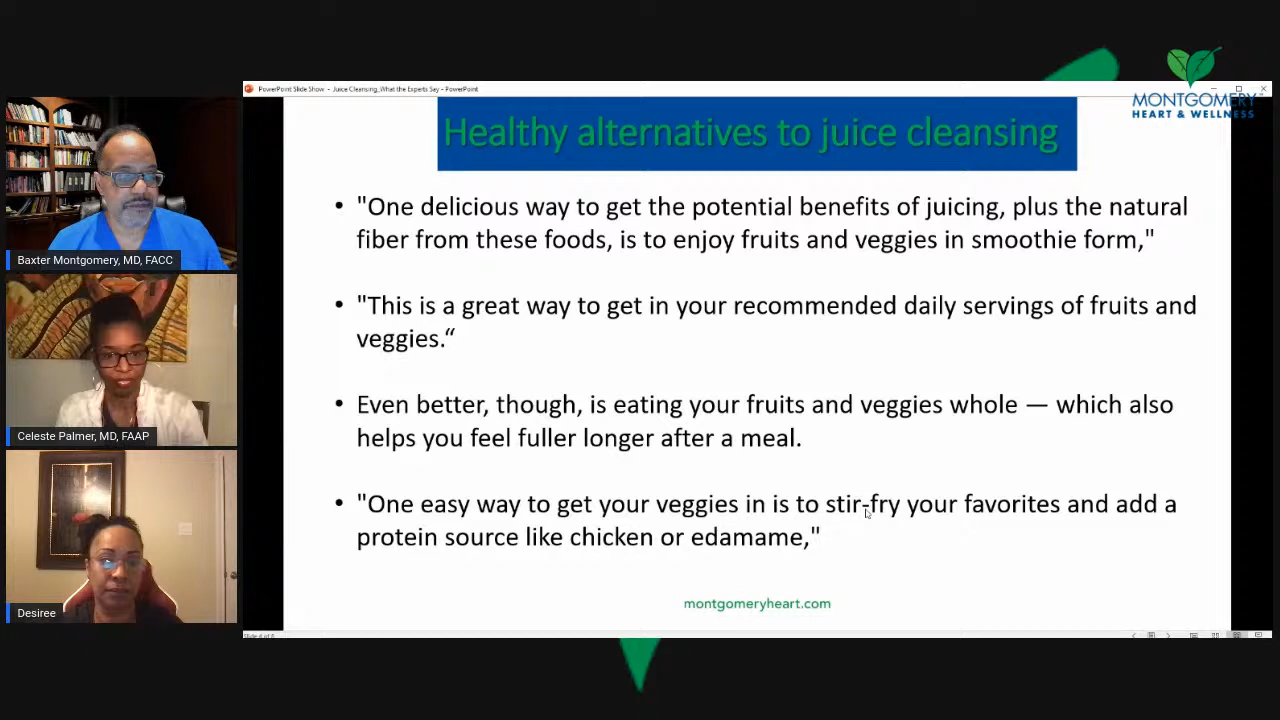 PowerPoint Slide Show - Juice Cleansing_What the Experts Say - PowerPoint
MONTGOMERY
HEART & WELLNESS
Healthy alternatives to juice cleansing
• "One delicious way to get the potential benefits of juicing, plus the natural
fiber from these foods, is to enjoy fruits and veggies in smoothie form,"
• "This is a great way to get in your recommended daily servings of fruits and
veggies.“
• Even better, though, is eating your fruits and veggies whole — which also
helps you feel fuller longer after a meal.
• "One easy way to get your veggies in is to stir-fry your favorites and add a
protein source like chicken or edamame,"
montgomeryheart.com
Baxter Montgomery, MD, FACC
Celeste Palmer, MD, FAAP
Desiree